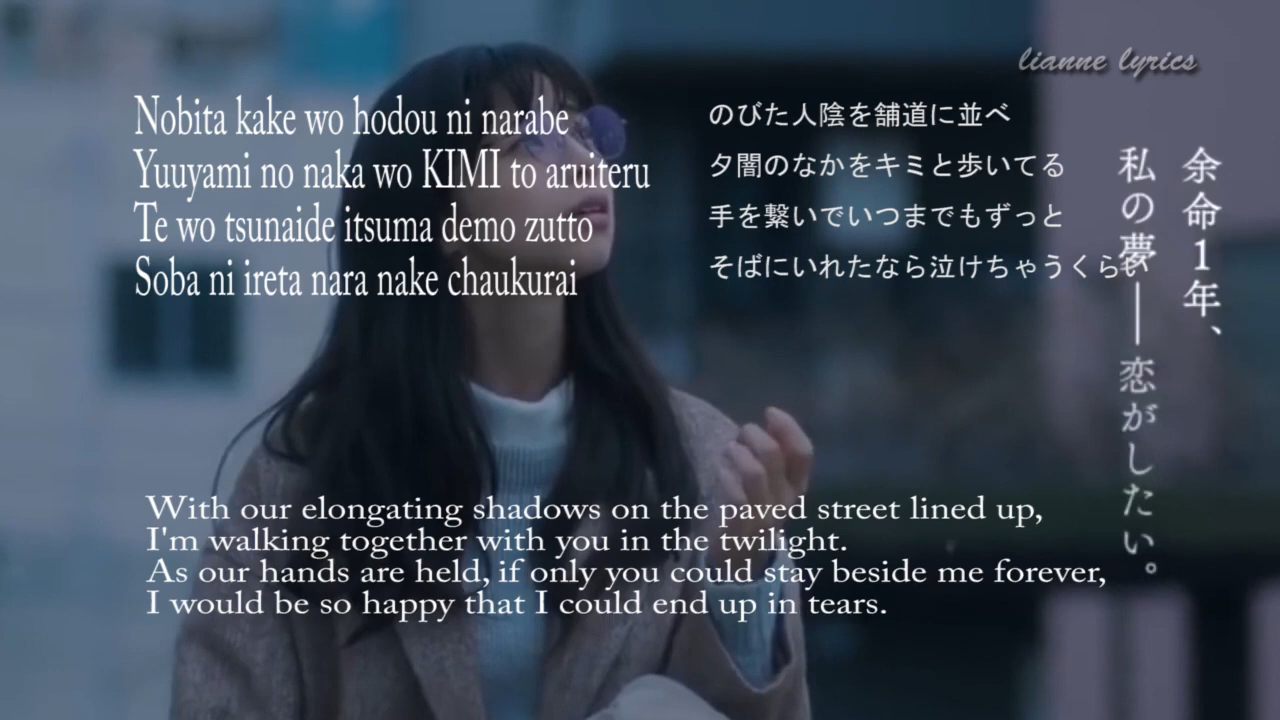 lianne lyrics
Nobita kake wo hodou ni narabe
Yuuyami no naka wo KIMI to aruiteru
Te wo tsunaide itsuma demo zutto
Soba ni ireta nara nake chaukurai
のびた人陰を舗道に並べ
夕闇のなかをキミと歩いてる
手を繋いでいつまでもずっと
そばにいれたなら泣けちゃうくらい
余命1年、
私の夢──恋がしたい。
With our elongating shadows on the paved street lined up,
I'm walking together with you in the twilight.
As our hands are held, if only you could stay beside me forever,
I would be so happy that I could end up in tears.